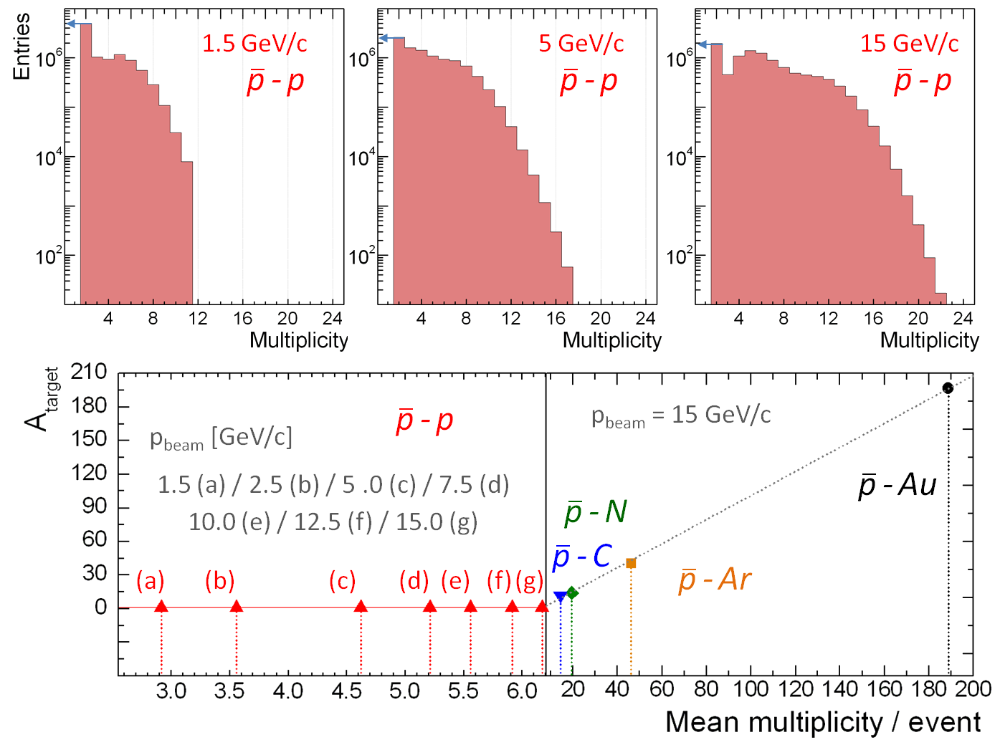 Entries
10^6
10^4
10^2
1.5 GeV/c
p̅ - p
4 8 12 16 20 24
Multiplicity
10^6
10^4
10^2
5 GeV/c
p̅ - p
4 8 12 16 20 24
Multiplicity
10^6
10^4
10^2
15 GeV/c
p̅ - p
4 8 12 16 20 24
Multiplicity
A_target
210
180
150
120
90
60
30
0
p̅ - p
p_beam [GeV/c]
1.5 (a) / 2.5 (b) / 5 .0 (c) / 7.5 (d)
10.0 (e) / 12.5 (f) / 15.0 (g)
(a) (b) (c) (d) (e) (f) (g)
p_beam = 15 GeV/c
p̅ - Au
p̅ - N
p̅ - C
p̅ - Ar
3.0 3.5 4.0 4.5 5.0 5.5 6.0 20 40 60 80 100 120 140 160 180 200
Mean multiplicity / event